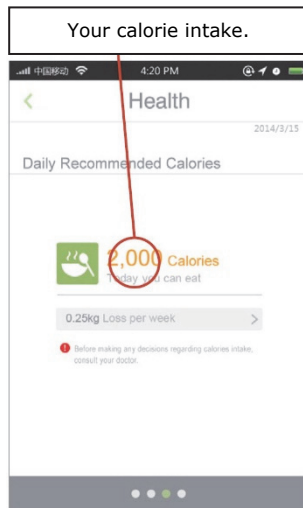 Your calorie intake.
中国移动 4:20 PM
Health
2014/3/15
Daily Recommended Calories
2,000 Calories
Today you can eat
0.25kg Loss per week
Before making any decisions regarding calories intake,
consult your doctor.